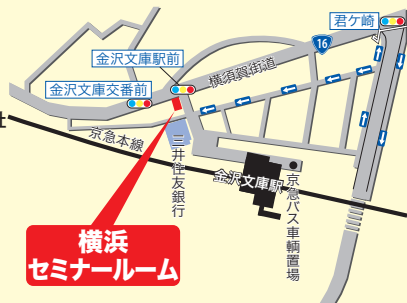 君ケ崎
16
金沢文庫駅前
横須賀街道
金沢文庫交番前
社
京急本線
三井住友銀行
金沢文庫駅
京急バス車輌置場
横浜
セミナールーム